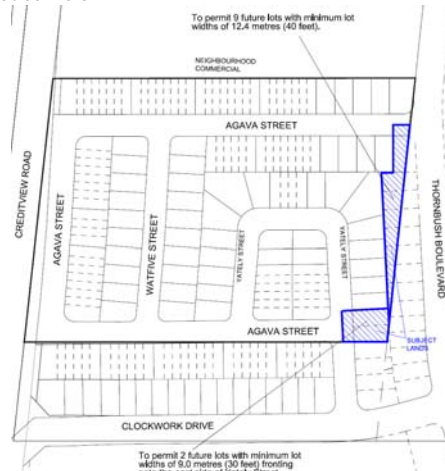 To permit 9 future lots with minimum lot
widths of 12.4 metres (40 feet).
NEIGHBOURHOOD
COMMERCIAL
AGAVA STREET
CREDITVIEW ROAD
AGAVA STREET
WATFIVE STREET
YATELY STREET
YATELY STREET
THORNBUSH BOULEVARD
AGAVA STREET
SUBJECT
LANDS
CLOCKWORK DRIVE
To permit 2 future lots with minimum lot
widths of 9.0 metres (30 feet) fronting